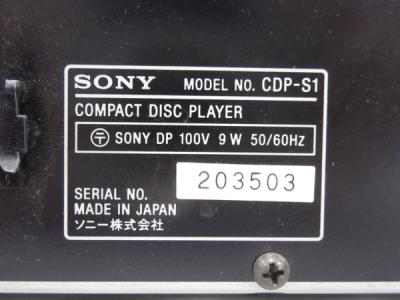 SONY MODEL NO. CDP-S1
COMPACT DISC PLAYER
〒 SONY DP 100V 9W 50/60Hz
203503
SERIAL NO.
MADE IN JAPAN
ソニー株式会社